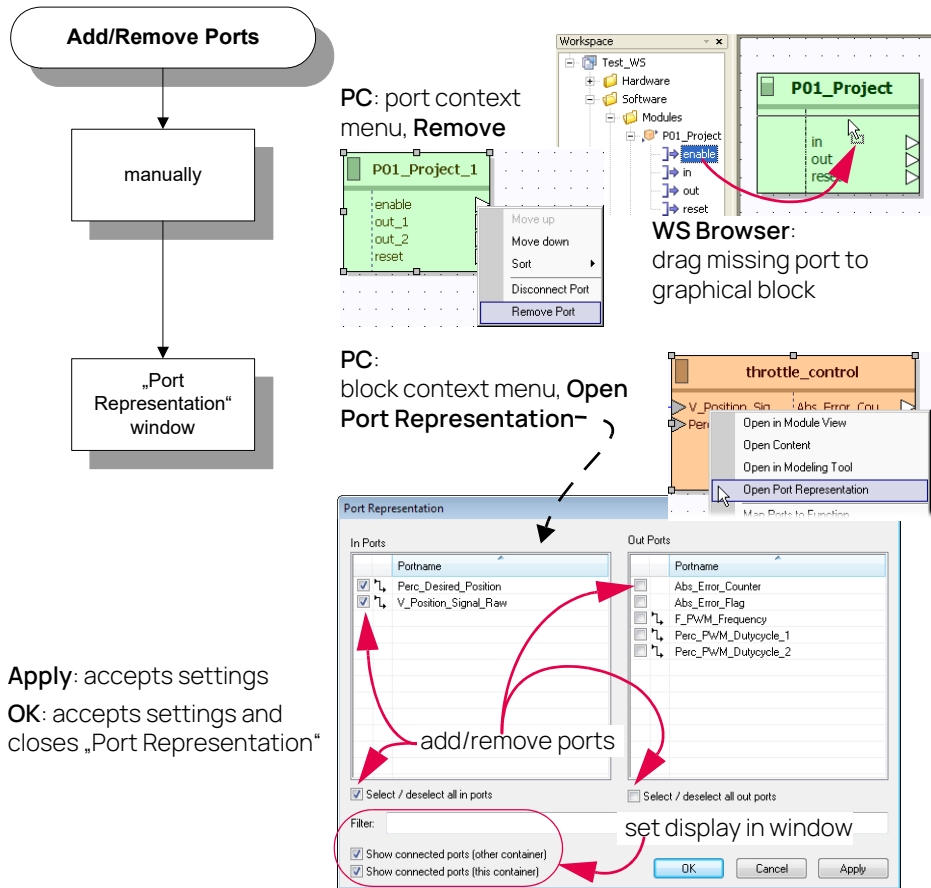 Add/Remove Ports
manually
„Port
Representation“
window
PC: port context
menu, Remove
P01_Project_1
enable
out_1
out_2
reset
Move up
Move down
Sort
Disconnect Port
Remove Port
Workspace
Test_WS
Hardware
Software
Modules
P01_Project
enable
in
out
reset
P01_Project
in
out
reset
WS Browser:
drag missing port to
graphical block
PC:
block context menu, Open
Port Representation
throttle_control
V_Position_Sig...
Abs_Error_Cou...
Perc
Open in Module View
Open Content
Open in Modeling Tool
Open Port Representation
Map Ports to Function
Port Representation
In Ports
Portname
Perc_Desired_Position
V_Position_Signal_Raw
Out Ports
Portname
Abs_Error_Counter
Abs_Error_Flag
F_PWM_Frequency
Perc_PWM_Dutycycle_1
Perc_PWM_Dutycycle_2
add/remove ports
Select / deselect all in ports
Select / deselect all out ports
Filter:
set display in window
Show connected ports (other container)
Show connected ports (this container)
OK
Cancel
Apply
Apply: accepts settings
OK: accepts settings and
closes „Port Representation“